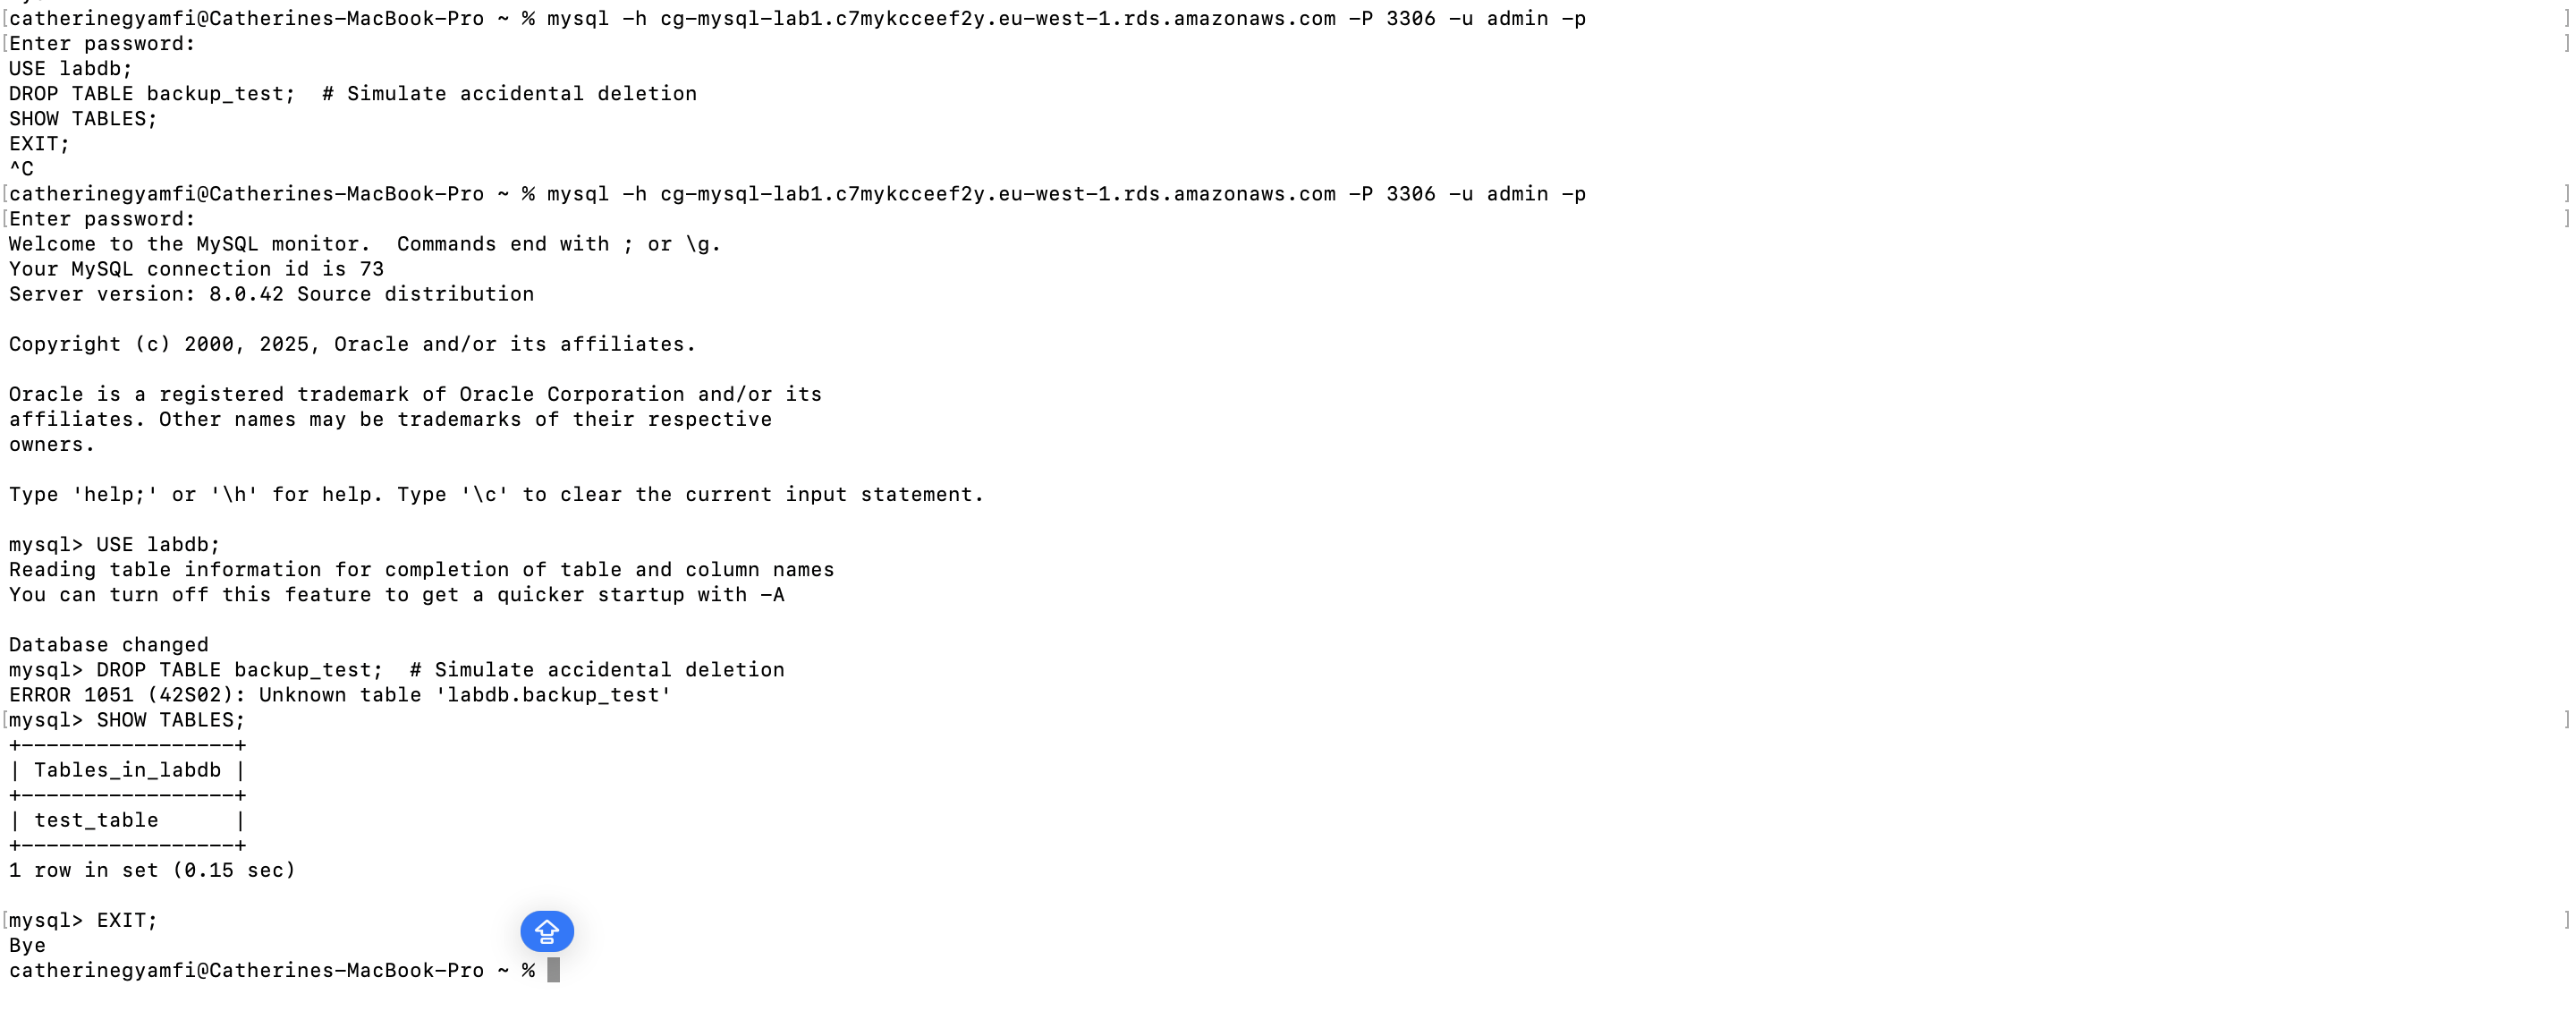 [catherinegyamfi@Catherines-MacBook-Pro ~ % mysql -h cg-mysql-lab1.c7mykcceef2y.eu-west-1.rds.amazonaws.com -P 3306 -u admin -p ]
[Enter password: ]
USE labdb;
DROP TABLE backup_test;  # Simulate accidental deletion
SHOW TABLES;
EXIT;
^C
[catherinegyamfi@Catherines-MacBook-Pro ~ % mysql -h cg-mysql-lab1.c7mykcceef2y.eu-west-1.rds.amazonaws.com -P 3306 -u admin -p ]
[Enter password: ]
Welcome to the MySQL monitor.  Commands end with ; or \g.
Your MySQL connection id is 73
Server version: 8.0.42 Source distribution

Copyright (c) 2000, 2025, Oracle and/or its affiliates.

Oracle is a registered trademark of Oracle Corporation and/or its
affiliates. Other names may be trademarks of their respective
owners.

Type 'help;' or '\h' for help. Type '\c' to clear the current input statement.

mysql> USE labdb;
Reading table information for completion of table and column names
You can turn off this feature to get a quicker startup with -A

Database changed
mysql> DROP TABLE backup_test;  # Simulate accidental deletion
ERROR 1051 (42S02): Unknown table 'labdb.backup_test'
[mysql> SHOW TABLES; ]
+-----------------+
| Tables_in_labdb |
+-----------------+
| test_table      |
+-----------------+
1 row in set (0.15 sec)

[mysql> EXIT; ]
Bye
catherinegyamfi@Catherines-MacBook-Pro ~ %